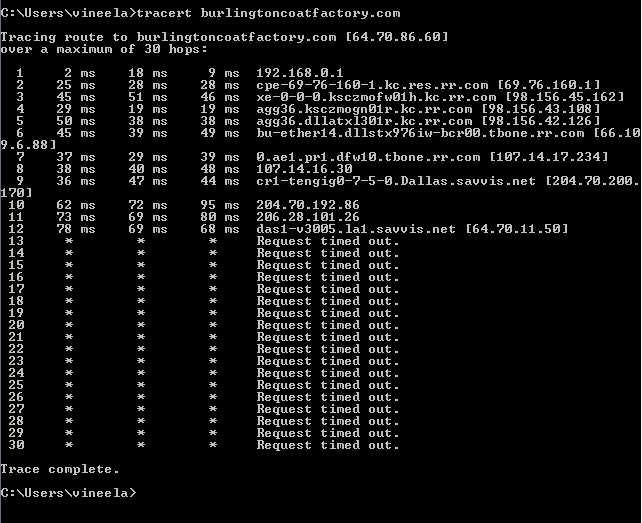 C:\Users\vineela>tracert burlingtoncoatfactory.com
Tracing route to burlingtoncoatfactory.com [64.70.86.60]
over a maximum of 30 hops:
1 2 ms 18 ms 9 ms 192.168.0.1
2 25 ms 28 ms 28 ms cpe-69-76-160-1.kc.res.rr.com [69.76.160.1]
3 45 ms 51 ms 46 ms xe-0-0-0.ksczmofw01h.kc.rr.com [98.156.45.162]
4 29 ms 19 ms 19 ms agg36.ksczmogn01r.kc.rr.com [98.156.43.108]
5 50 ms 38 ms 38 ms agg36.dllatxl301r.kc.rr.com [98.156.42.126]
6 45 ms 39 ms 49 ms bu-ether14.dllstx976iw-bcr00.tbone.rr.com [66.10
9.6.88]
7 37 ms 29 ms 39 ms 0.ae1.pr1.dfw10.tbone.rr.com [107.14.17.234]
8 38 ms 40 ms 48 ms 107.14.16.30
9 36 ms 47 ms 44 ms cr1-tengig0-7-5-0.Dallas.savvis.net [204.70.200.
170]
10 62 ms 72 ms 95 ms 204.70.192.86
11 73 ms 69 ms 80 ms 206.28.101.26
12 78 ms 69 ms 68 ms das1-v3005.la1.savvis.net [64.70.11.50]
13 * * * Request timed out.
14 * * * Request timed out.
15 * * * Request timed out.
16 * * * Request timed out.
17 * * * Request timed out.
18 * * * Request timed out.
19 * * * Request timed out.
20 * * * Request timed out.
21 * * * Request timed out.
22 * * * Request timed out.
23 * * * Request timed out.
24 * * * Request timed out.
25 * * * Request timed out.
26 * * * Request timed out.
27 * * * Request timed out.
28 * * * Request timed out.
29 * * * Request timed out.
30 * * * Request timed out.
Trace complete.
C:\Users\vineela>